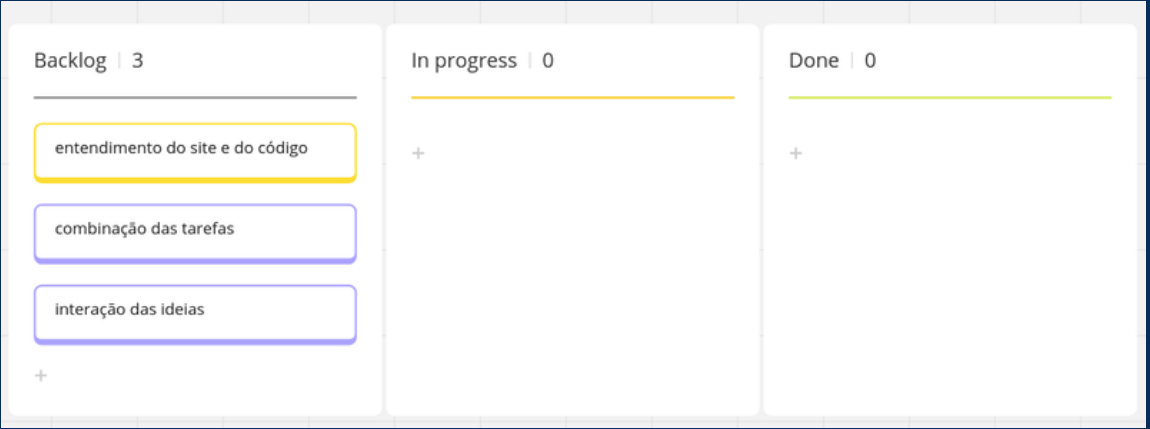 Backlog | 3
entendimento do site e do código
combinação das tarefas
interação das ideias
+
In progress | 0
+
Done | 0
+